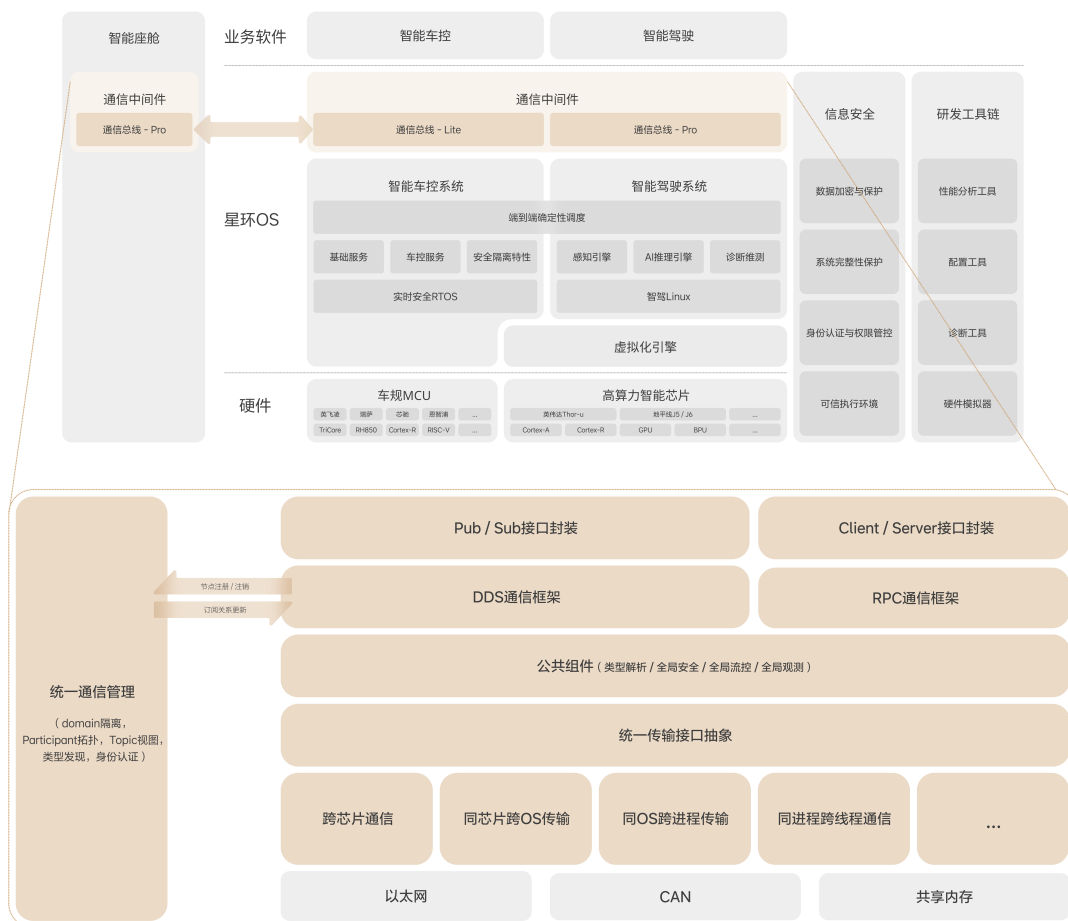 智能座舱
通信中间件
通信总线 - Pro
业务软件
智能车控
智能驾驶
通信中间件
通信总线 - Lite
通信总线 - Pro
星环OS
智能车控系统
智能驾驶系统
端到端确定性调度
基础服务
车控服务
安全隔离特性
感知引擎
AI推理引擎
诊断维测
实时安全RTOS
智驾Linux
虚拟化引擎
硬件
车规MCU
英飞凌
瑞萨
芯驰
恩智浦
...
TriCore
RH850
Cortex-R
RISC-V
...
高算力智能芯片
英伟达Thor-u
地平线J5 / J6
...
Cortex-A
Cortex-R
GPU
BPU
...
信息安全
数据加密与保护
系统完整性保护
身份认证与权限管控
可信执行环境
研发工具链
性能分析工具
配置工具
诊断工具
硬件模拟器
统一通信管理
（domain隔离，
Participant拓扑，Topic视图，
类型发现，身份认证）
节点注册 / 注销
订阅关系更新
Pub / Sub接口封装
Client / Server接口封装
DDS通信框架
RPC通信框架
公共组件（类型解析 / 全局安全 / 全局流控 / 全局观测）
统一传输接口抽象
跨芯片通信
同芯片跨OS传输
同OS跨进程传输
同进程跨线程通信
...
以太网
CAN
共享内存